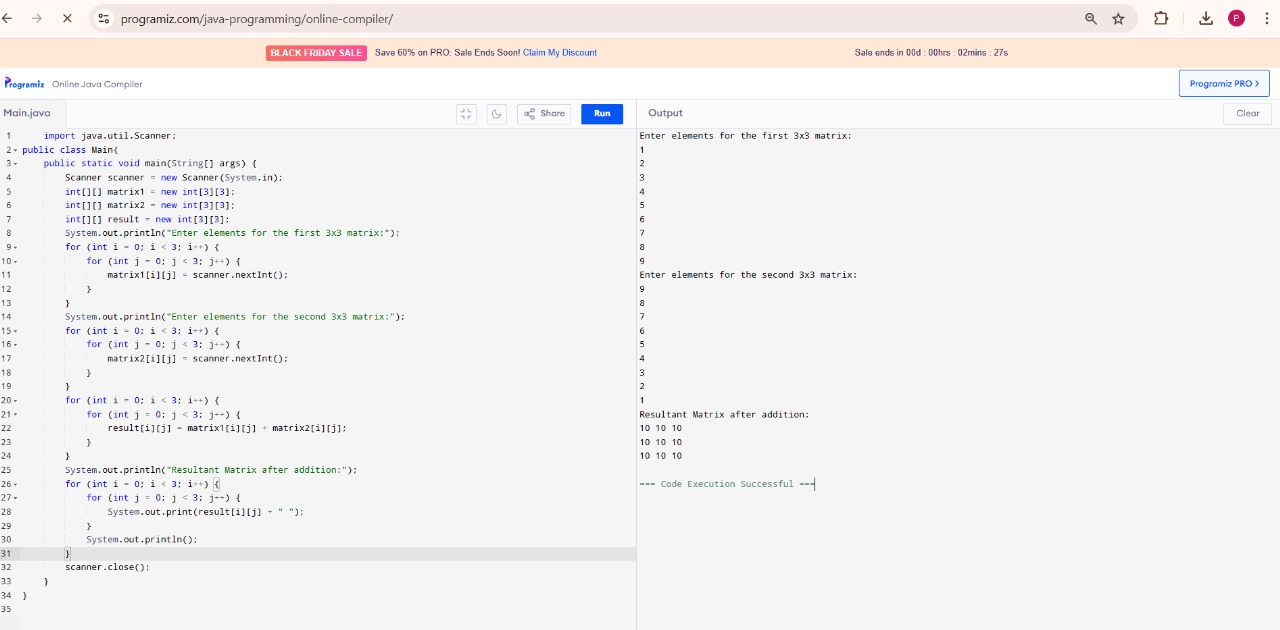 programiz.com/java-programming/online-compiler/
P
BLACK FRIDAY SALE Save 60% on PRO: Sale Ends Soon! Claim My Discount Sale ends in 00d : 00hrs : 02mins : 27s
Programiz Online Java Compiler Programiz PRO >
Main.java Share Run
1 import java.util.Scanner;
2 public class Main{
3 public static void main(String[] args) {
4 Scanner scanner = new Scanner(System.in);
5 int[][] matrix1 = new int[3][3];
6 int[][] matrix2 = new int[3][3];
7 int[][] result = new int[3][3];
8 System.out.println("Enter elements for the first 3x3 matrix:");
9 for (int i = 0; i < 3; i++) {
10 for (int j = 0; j < 3; j++) {
11 matrix1[i][j] = scanner.nextInt();
12 }
13 }
14 System.out.println("Enter elements for the second 3x3 matrix:");
15 for (int i = 0; i < 3; i++) {
16 for (int j = 0; j < 3; j++) {
17 matrix2[i][j] = scanner.nextInt();
18 }
19 }
20 for (int i = 0; i < 3; i++) {
21 for (int j = 0; j < 3; j++) {
22 result[i][j] = matrix1[i][j] + matrix2[i][j];
23 }
24 }
25 System.out.println("Resultant Matrix after addition:");
26 for (int i = 0; i < 3; i++) {
27 for (int j = 0; j < 3; j++) {
28 System.out.print(result[i][j] + " ");
29 }
30 System.out.println();
31 }
32 scanner.close();
33 }
34 }
35
Output Clear
Enter elements for the first 3x3 matrix:
1
2
3
4
5
6
7
8
9
Enter elements for the second 3x3 matrix:
9
8
7
6
5
4
3
2
1
Resultant Matrix after addition:
10 10 10
10 10 10
10 10 10
=== Code Execution Successful ===